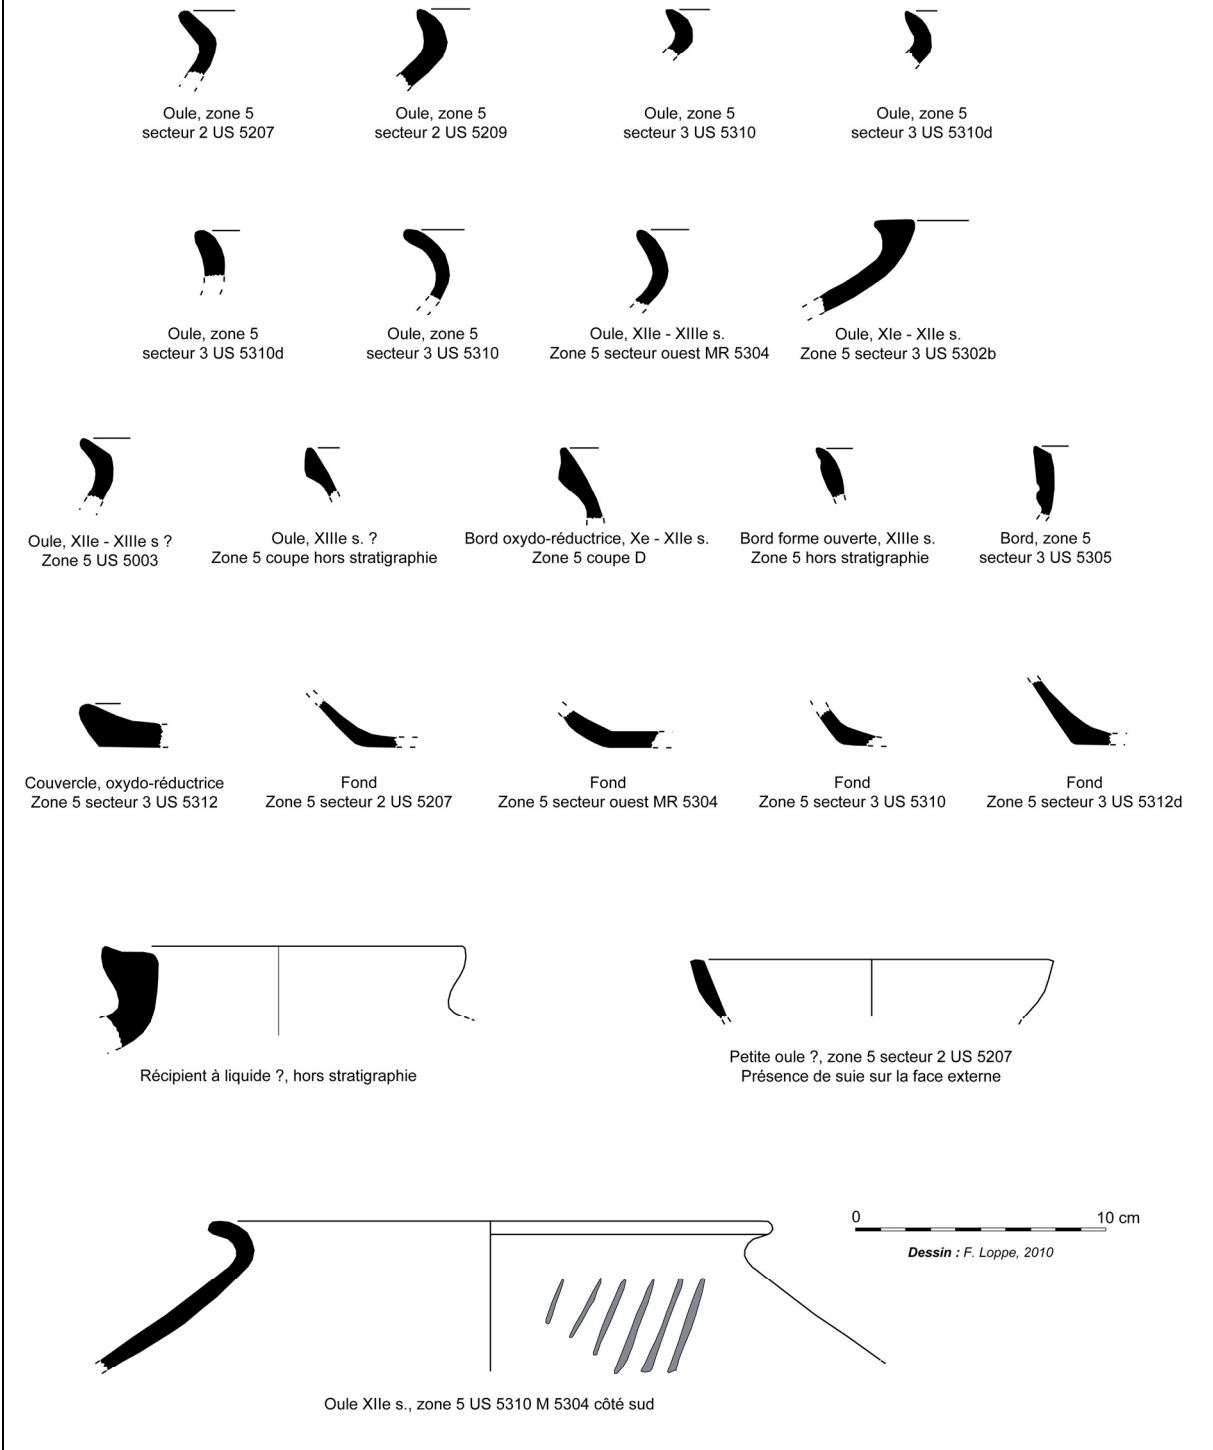 Oule, zone 5
secteur 2 US 5207
Oule, zone 5
secteur 2 US 5209
Oule, zone 5
secteur 3 US 5310
Oule, zone 5
secteur 3 US 5310d
Oule, zone 5
secteur 3 US 5310d
Oule, zone 5
secteur 3 US 5310
Oule, XIIe - XIIIe s.
Zone 5 secteur ouest MR 5304
Oule, XIe - XIIe s.
Zone 5 secteur 3 US 5302b
Oule, XIIe - XIIIe s ?
Zone 5 US 5003
Oule, XIIIe s. ?
Zone 5 coupe hors stratigraphie
Bord oxydo-réductrice, Xe - XIIe s.
Zone 5 coupe D
Bord forme ouverte, XIIIe s.
Zone 5 hors stratigraphie
Bord, zone 5
secteur 3 US 5305
Couvercle, oxydo-réductrice
Zone 5 secteur 3 US 5312
Fond
Zone 5 secteur 2 US 5207
Fond
Zone 5 secteur ouest MR 5304
Fond
Zone 5 secteur 3 US 5310
Fond
Zone 5 secteur 3 US 5312d
Récipient à liquide ?, hors stratigraphie
Petite oule ?, zone 5 secteur 2 US 5207
Présence de suie sur la face externe
0 10 cm
Dessin : F. Loppe, 2010
Oule XIIe s., zone 5 US 5310 M 5304 côté sud